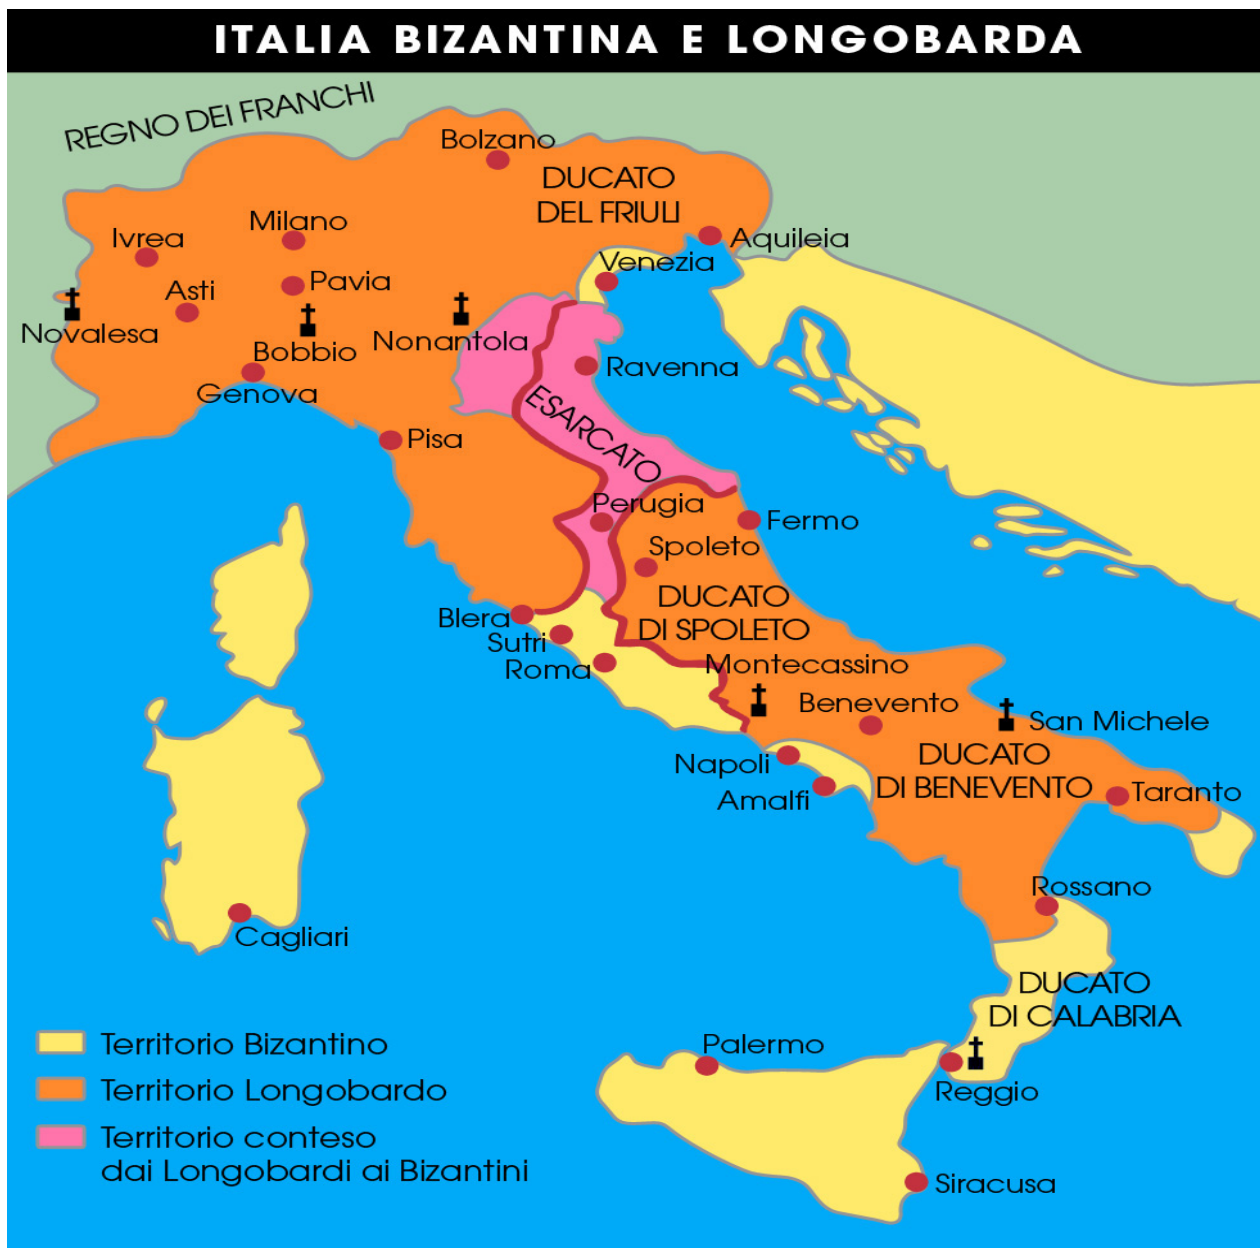 ITALIA BIZANTINA E LONGOBARDA
REGNO DEI FRANCHI
Bolzano
DUCATO
DEL FRIULI
Milano
Ivrea
Aquileia
Venezia
Asti
Pavia
Novalesa
Bobbio
Nonantola
Genova
Ravenna
ESARCATO
Pisa
Perugia
Fermo
Spoleto
DUCATO
DI SPOLETO
Blera
Sutri
Roma
Montecassino
Benevento
San Michele
DUCATO
DI BENEVENTO
Napoli
Amalfi
Taranto
Rossano
Cagliari
DUCATO
DI CALABRIA
Palermo
Reggio
Siracusa
Territorio Bizantino
Territorio Longobardo
Territorio conteso
dai Longobardi ai Bizantini